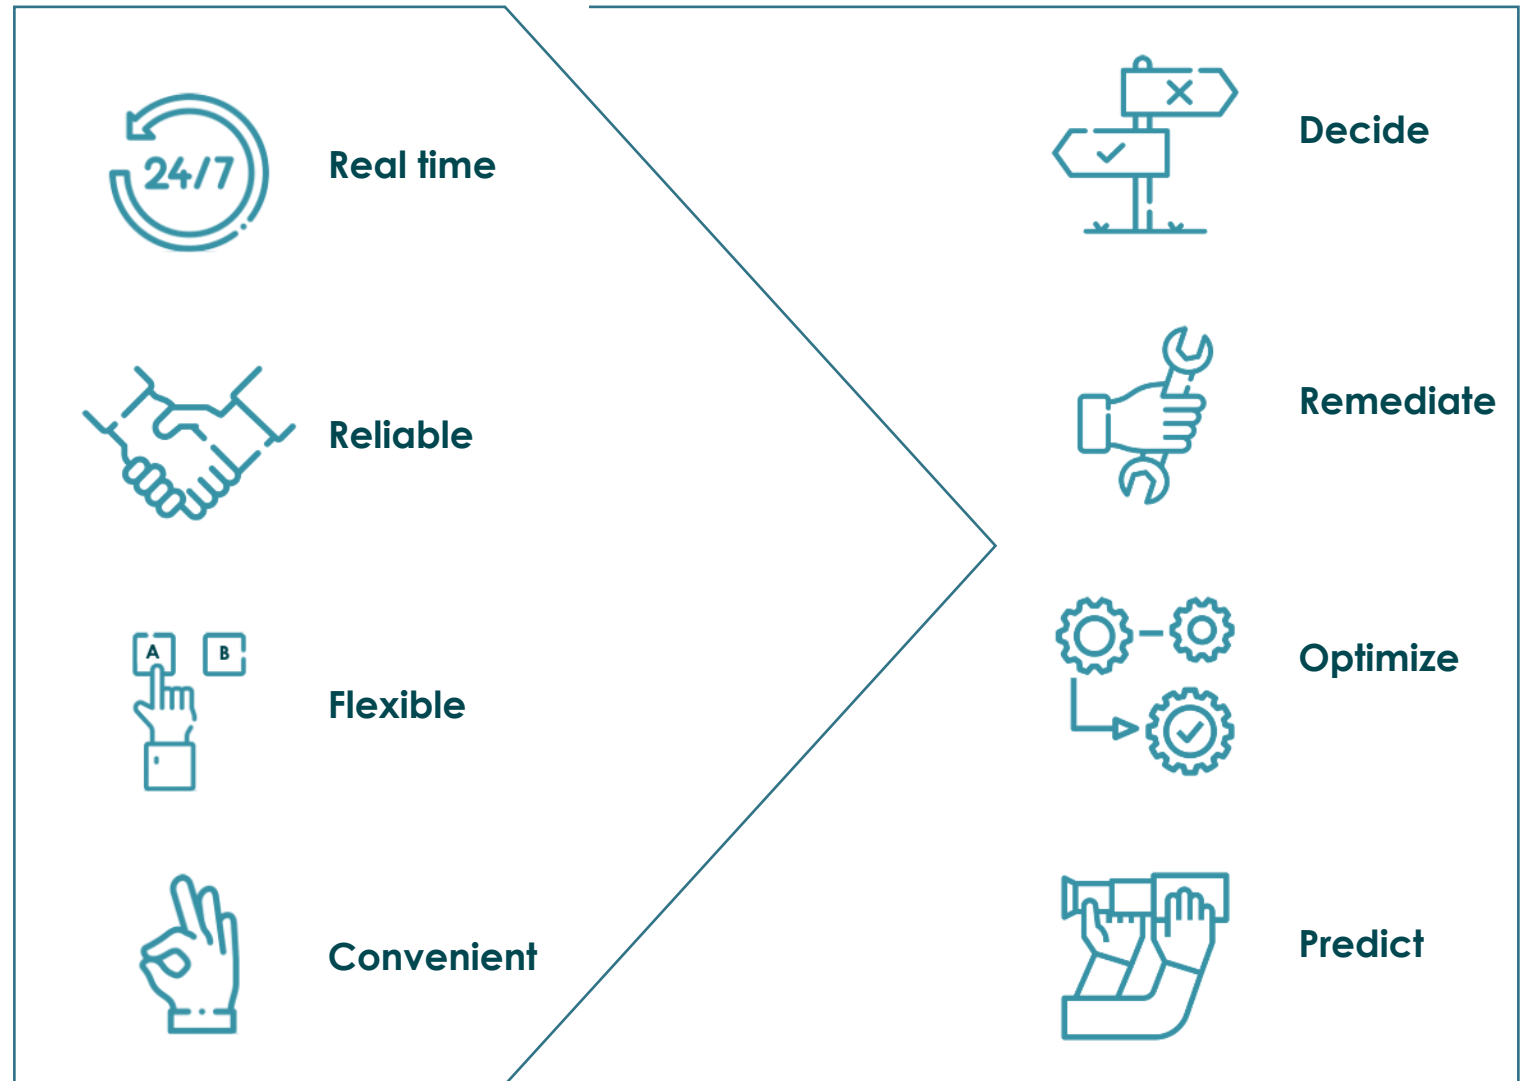 24/7
Real time
Reliable
A B
Flexible
Convenient
Decide
Remediate
Optimize
Predict